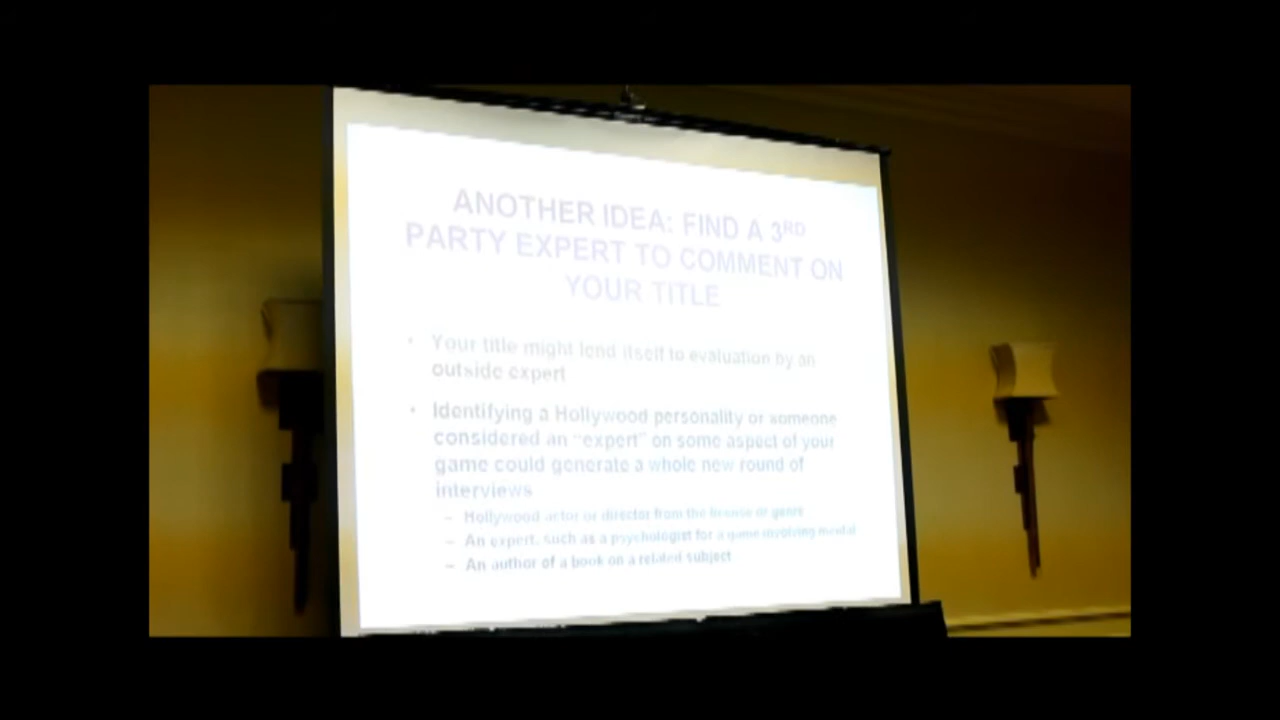 ANOTHER IDEA: FIND A 3RD
PARTY EXPERT TO COMMENT ON
YOUR TITLE
• Your title might lend itself to evaluation by an
outside expert
• Identifying a Hollywood personality or someone
considered an "expert" on some aspect of your
game could generate a whole new round of
interviews
– Hollywood actor or director from the license or genre
– An expert, such as a psychologist for a game involving mental
– An author of a book on a related subject